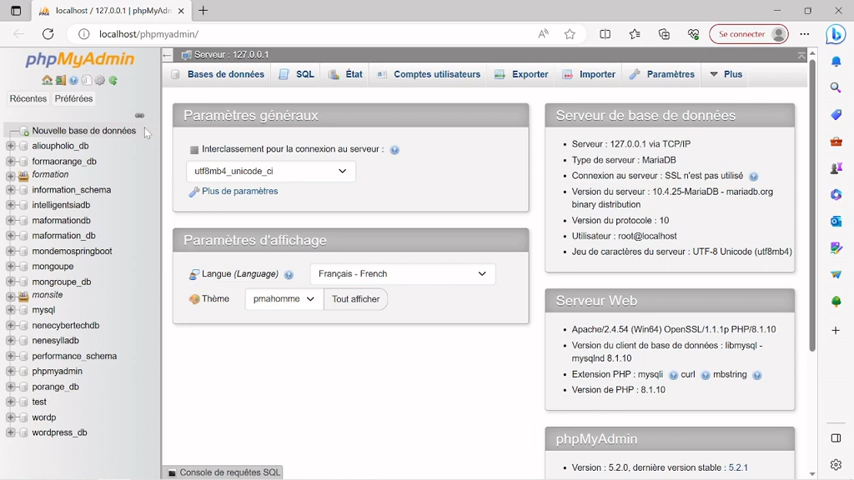 localhost / 127.0.0.1 | phpMyAdm
localhost/phpmyadmin/
Se connecter
phpMyAdmin
Récentes
Préférées
Nouvelle base de données
alioupholio_db
formaorange_db
formation
information_schema
intelligentsiadb
maformationdb
maformation_db
mondemospringboot
mongoupe
mongroupe_db
monsite
mysql
nenecybertechdb
nenesylladb
performance_schema
phpmyadmin
porange_db
test
wordp
wordpress_db
Serveur : 127.0.0.1
Bases de données
SQL
État
Comptes utilisateurs
Exporter
Importer
Paramètres
Plus
Paramètres généraux
Interclassement pour la connexion au serveur :
utf8mb4_unicode_ci
Plus de paramètres
Paramètres d'affichage
Langue (Language)
Français - French
Thème
pmahomme
Tout afficher
Serveur de base de données
Serveur : 127.0.0.1 via TCP/IP
Type de serveur : MariaDB
Connexion au serveur : SSL n'est pas utilisé
Version du serveur : 10.4.25-MariaDB - mariadb.org
binary distribution
Version du protocole : 10
Utilisateur : root@localhost
Jeu de caractères du serveur : UTF-8 Unicode (utf8mb4)
Serveur Web
Apache/2.4.54 (Win64) OpenSSL/1.1.1p PHP/8.1.10
Version du client de base de données : libmysql -
mysqlnd 8.1.10
Extension PHP : mysqli curl mbstring
Version de PHP : 8.1.10
phpMyAdmin
Version : 5.2.0, dernière version stable : 5.2.1
Console de requêtes SQL